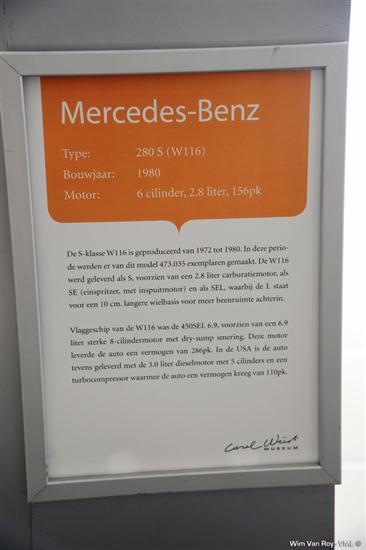 Mercedes-Benz
Type: 280 S (W116)
Bouwjaar: 1980
Motor: 6 cilinder, 2.8 liter, 156pk
De S-klasse W116 is geproduceerd van 1972 tot 1980. In deze perio-
de werden er van dit model 473.035 exemplaren gemaakt. De W116
werd geleverd als S, voorzien van een 2.8 liter carburatiemotor, als
SE (einspritzer, met inspuitmotor) en als SEL, waarbij de L staat
voor een 10 cm. langere wielbasis voor meer beenruimte achterin.
Vlaggeschip van de W116 was de 450SEL 6.9, voorzien van een 6.9
liter sterke 8-cilindermotor met dry-sump smering. Deze motor
leverde de auto een vermogen van 286pk. In de USA is de auto
tevens geleverd met de 3.0 liter dieselmotor met 5 cilinders en een
turbocompressor waarmee de auto een vermogen kreeg van 110pk.
MUSEUM
Wim Van Roy - VML ©